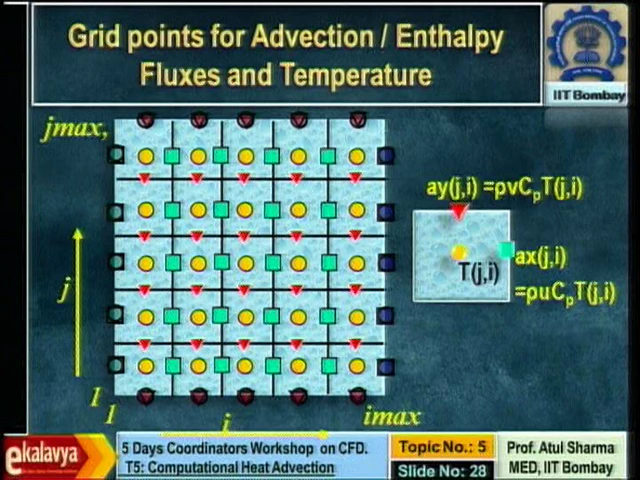 Grid points for Advection / Enthalpy
Fluxes and Temperature
IIT Bombay
jmax,
j
1
1
i
imax
ay(j,i) =ρvCpT(j,i)
T(j,i)
ax(j,i)
=ρuCpT(j,i)
ekalavya
5 Days Coordinators Workshop on CFD.
T5: Computational Heat Advection
Topic No.: 5
Slide No: 28
Prof. Atul Sharma
MED, IIT Bombay